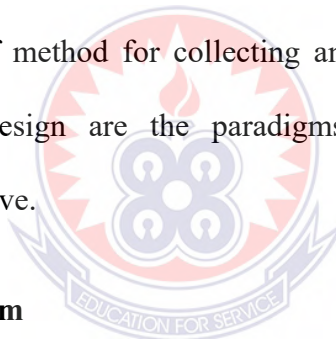 f method for collecting an
esign are the paradigms
ve.
m
EDUCATION FOR SERVICE